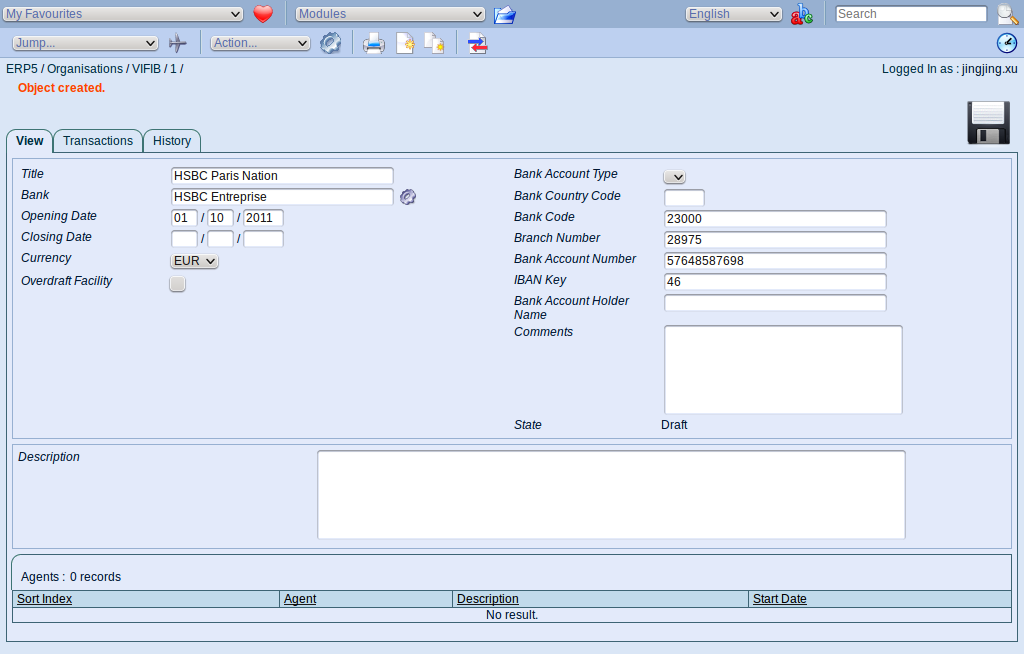 My Favourites Modules English abc Search
Jump... Action...
ERP5 / Organisations / VIFIB / 1 / Logged In as : jingjing.xu
Object created.
View Transactions History
Title HSBC Paris Nation
Bank HSBC Entreprise
Opening Date 01 / 10 / 2011
Closing Date / /
Currency EUR
Overdraft Facility
Bank Account Type
Bank Country Code
Bank Code 23000
Branch Number 28975
Bank Account Number 57648587698
IBAN Key 46
Bank Account Holder
Name
Comments
State Draft
Description
Agents : 0 records
Sort Index Agent Description Start Date
No result.